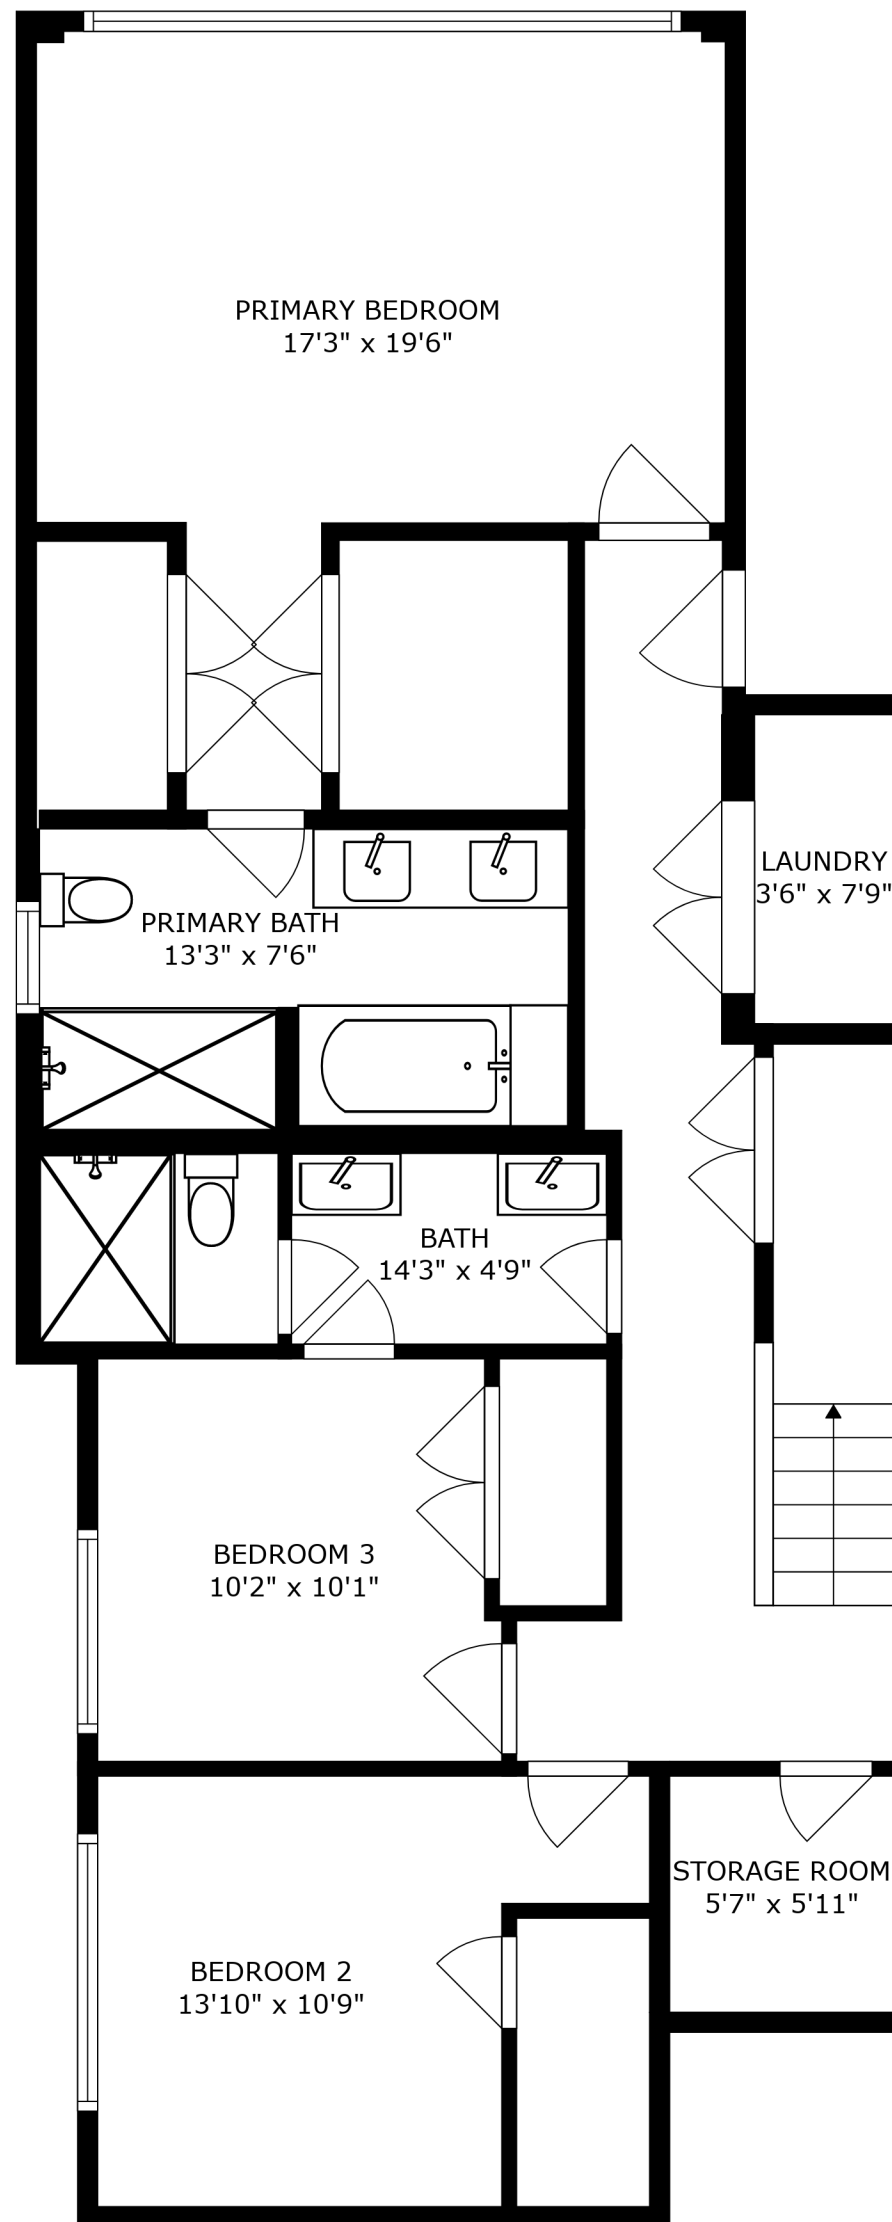 PRIMARY BEDROOM
17'3" x 19'6"
LAUNDRY
3'6" x 7'9"
PRIMARY BATH
13'3" x 7'6"
BATH
14'3" x 4'9"
BEDROOM 3
10'2" x 10'1"
STORAGE ROOM
5'7" x 5'11"
BEDROOM 2
13'10" x 10'9"